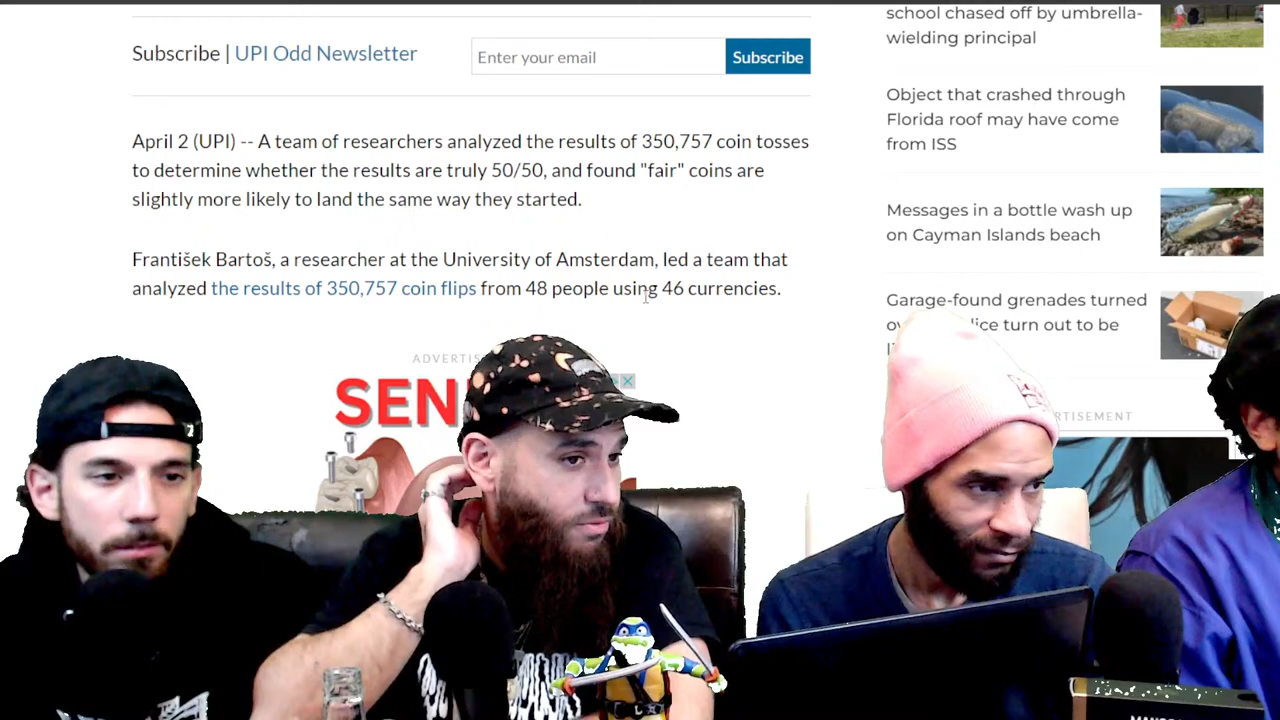 Subscribe | UPI Odd Newsletter
Enter your email
Subscribe
April 2 (UPI) -- A team of researchers analyzed the results of 350,757 coin tosses
to determine whether the results are truly 50/50, and found "fair" coins are
slightly more likely to land the same way they started.
František Bartoš, a researcher at the University of Amsterdam, led a team that
analyzed the results of 350,757 coin flips from 48 people using 46 currencies.
SEN
school chased off by umbrella-
wielding principal
Object that crashed through
Florida roof may have come
from ISS
Messages in a bottle wash up
on Cayman Islands beach
Garage-found grenades turned
turn out to be